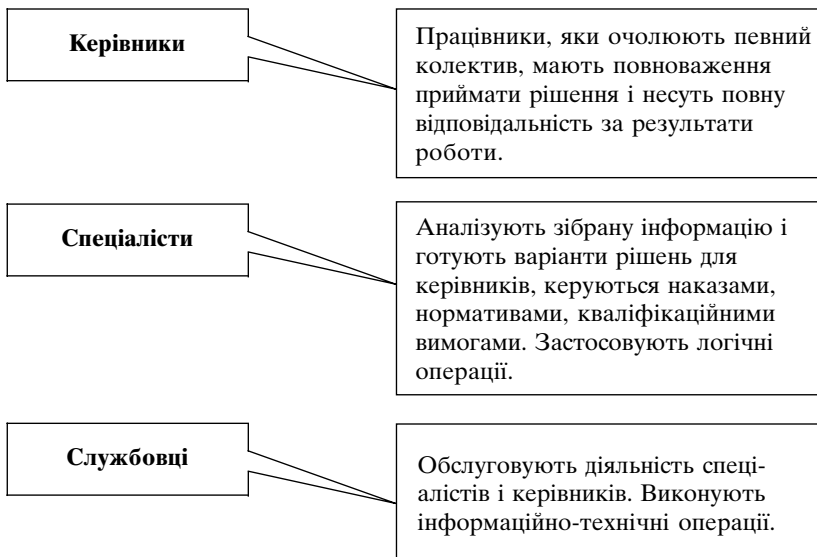 Керівники
Працівники, яки очолюють певний
колектив, мають повноваження
приймати рішення і несуть повну
відповідальність за результати
роботи.
Спеціалісти
Аналізують зібрану інформацію і
готують варіанти рішень для
керівників, керуються наказами,
нормативами, кваліфікаційними
вимогами. Застосовують логічні
операції.
Службовці
Обслуговують діяльність спеці-
алістів і керівників. Виконують
інформаційно-технічні операції.